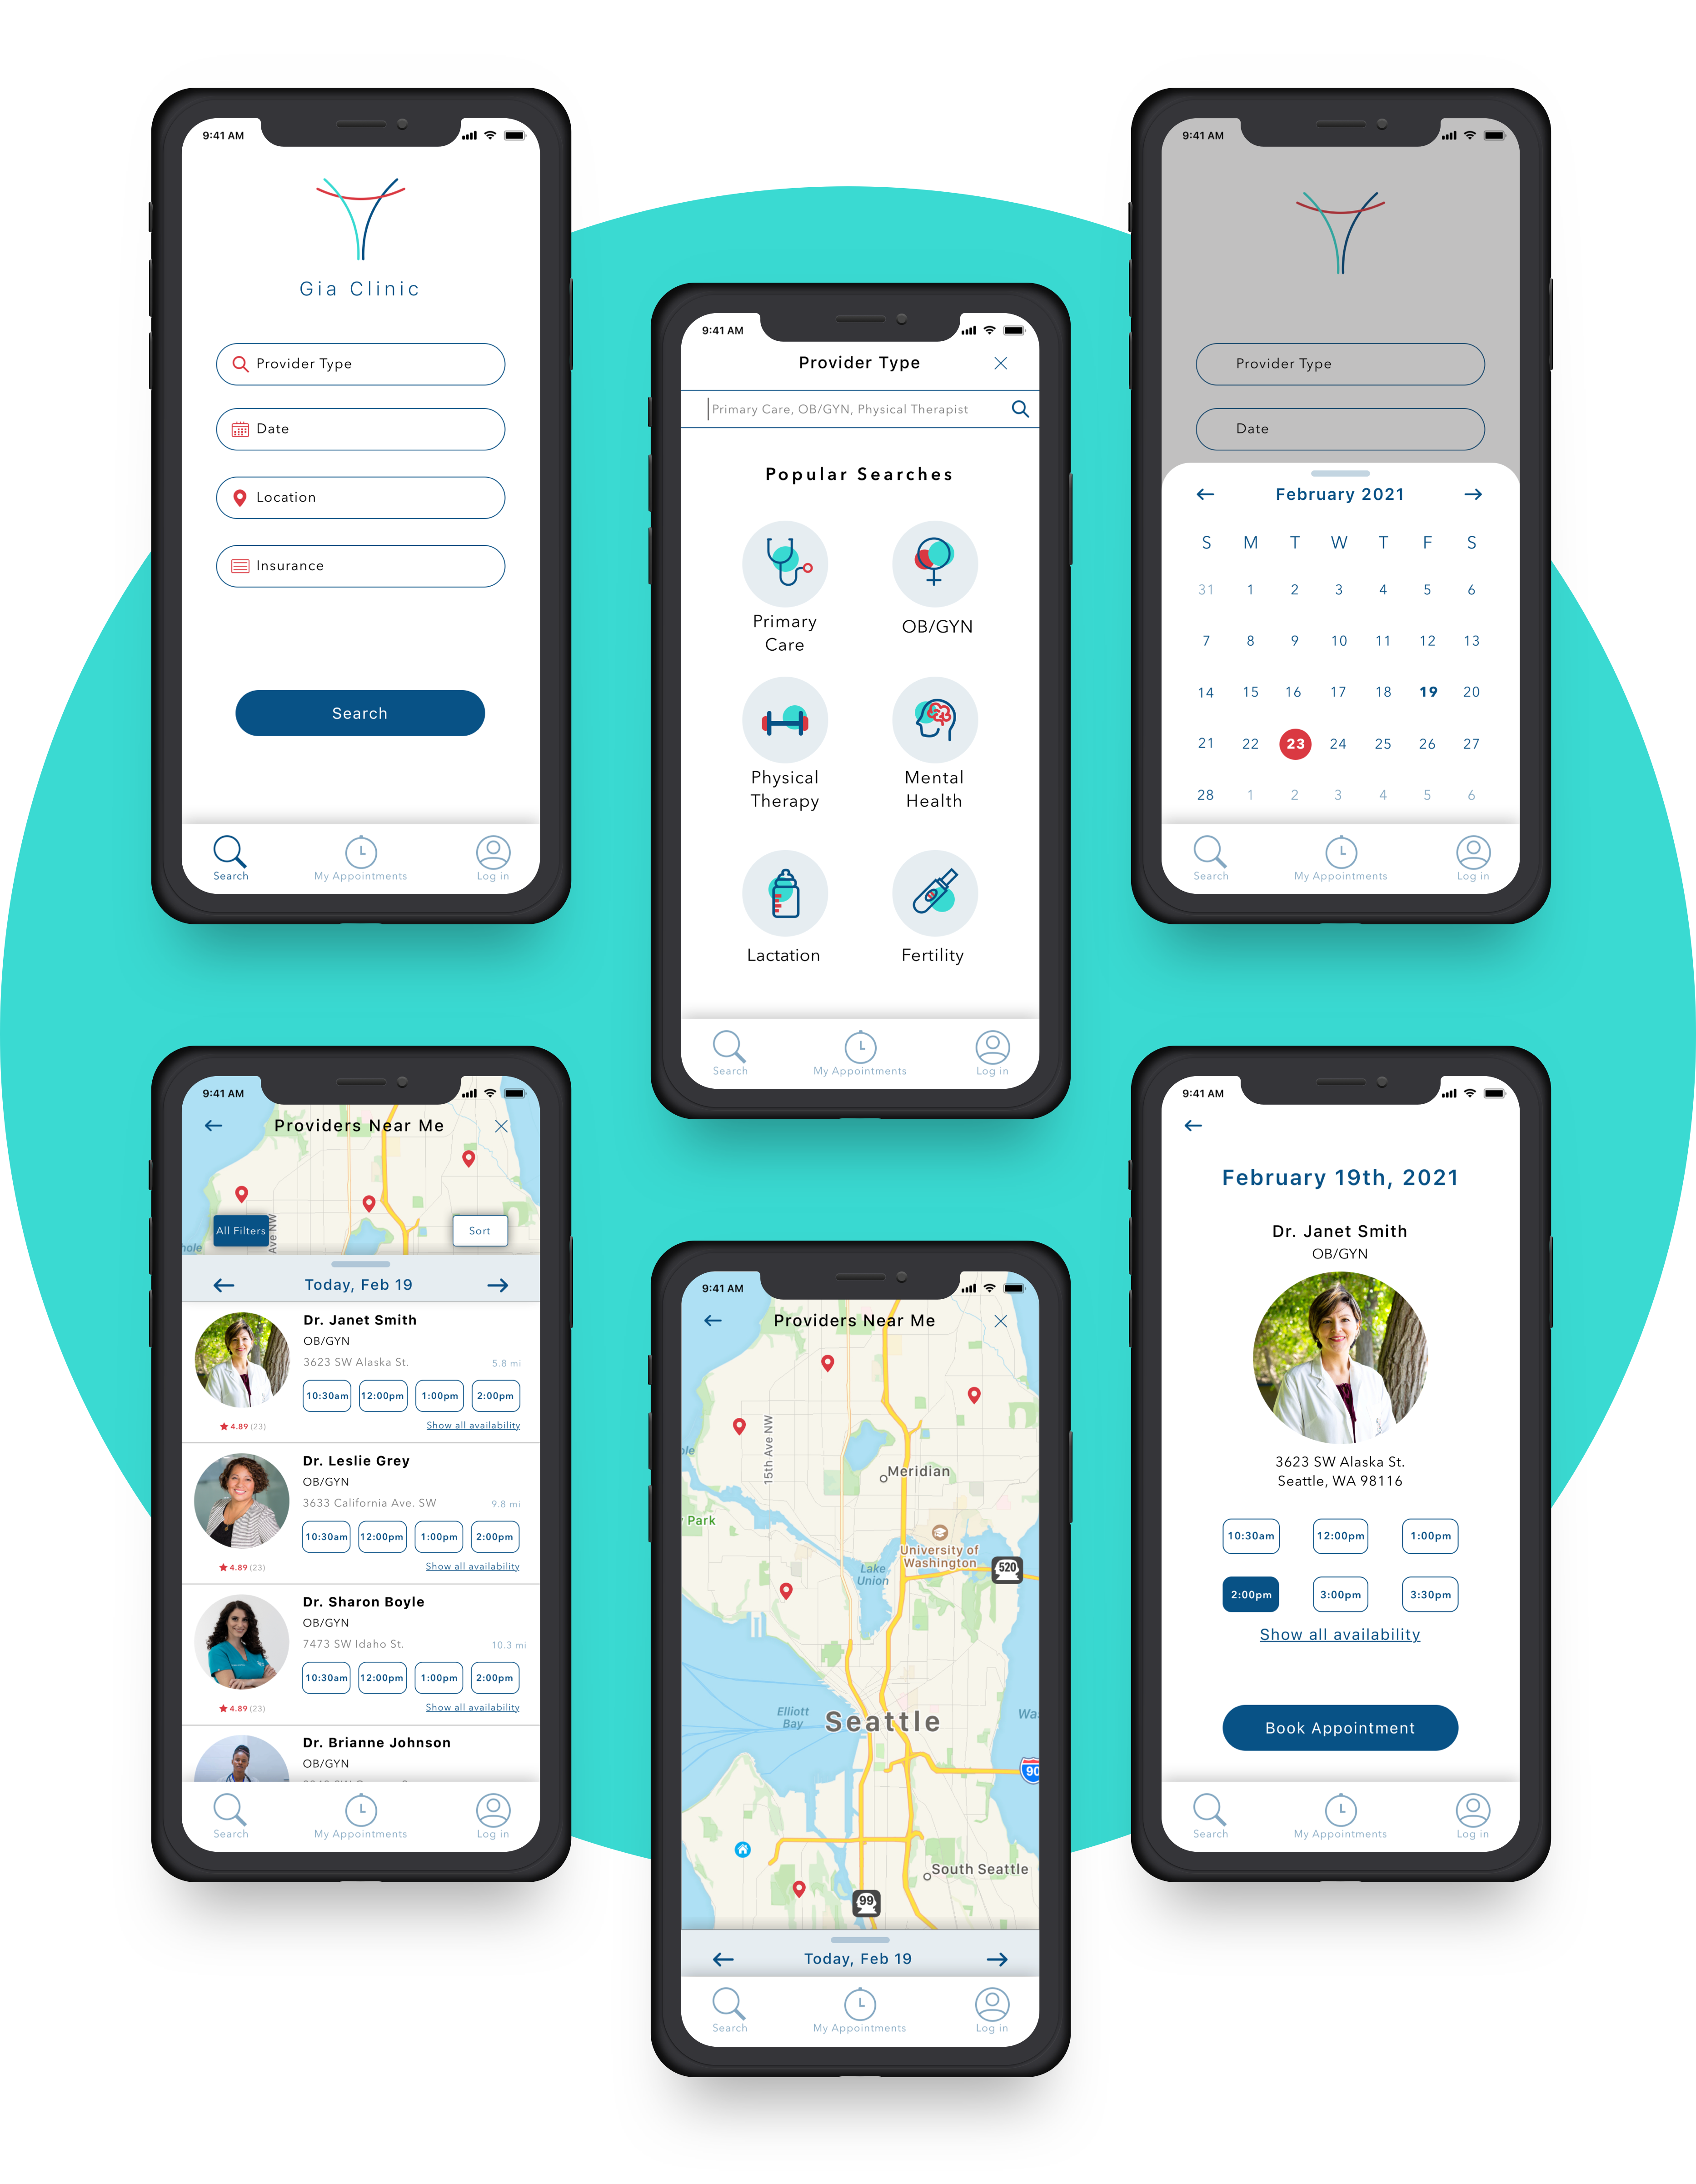 9:41 AM
Gia Clinic
Provider Type
Date
Location
Insurance
Search
Search My Appointments Log in
9:41 AM
Provider Type
Primary Care, OB/GYN, Physical Therapist
Popular Searches
Primary
Care
OB/GYN
Physical
Therapy
Mental
Health
Lactation Fertility
Search My Appointments Log in
9:41 AM
Provider Type
Date
February 2021
S M T W T F S
31 1 2 3 4 5 6
7 8 9 10 11 12 13
14 15 16 17 18 19 20
21 22 23 24 25 26 27
28 1 2 3 4 5 6
Search My Appointments Log in
9:41 AM
Providers Near Me
All Filters
Ave NW
Sort
hole
Today, Feb 19
Dr. Janet Smith
OB/GYN
3623 SW Alaska St. 5.8 mi
10:30am 12:00pm 1:00pm 2:00pm
4.89 (23) Show all availability
Dr. Leslie Grey
OB/GYN
3633 California Ave. SW 9.8 mi
10:30am 12:00pm 1:00pm 2:00pm
4.89 (23) Show all availability
Dr. Sharon Boyle
OB/GYN
7473 SW Idaho St. 10.3 mi
10:30am 12:00pm 1:00pm 2:00pm
4.89 (23) Show all availability
Dr. Brianne Johnson
OB/GYN
Search My Appointments Log in
9:41 AM
Providers Near Me
15th Ave NW
ole
Meridian
Park
University of
Washington
520
Lake
Union
Elliott
Bay
Seattle
Wa
90
South Seattle
99
Today, Feb 19
Search My Appointments Log in
9:41 AM
February 19th, 2021
Dr. Janet Smith
OB/GYN
3623 SW Alaska St.
Seattle, WA 98116
10:30am 12:00pm 1:00pm
2:00pm 3:00pm 3:30pm
Show all availability
Book Appointment
Search My Appointments Log in